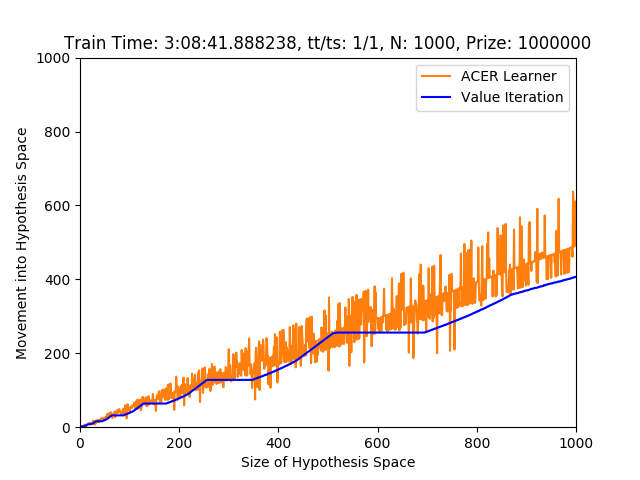 Train Time: 3:08:41.888238, tt/ts: 1/1, N: 1000, Prize: 1000000
ACER Learner
Value Iteration
Movement into Hypothesis Space
1000
800
600
400
200
0
0 200 400 600 800 1000
Size of Hypothesis Space